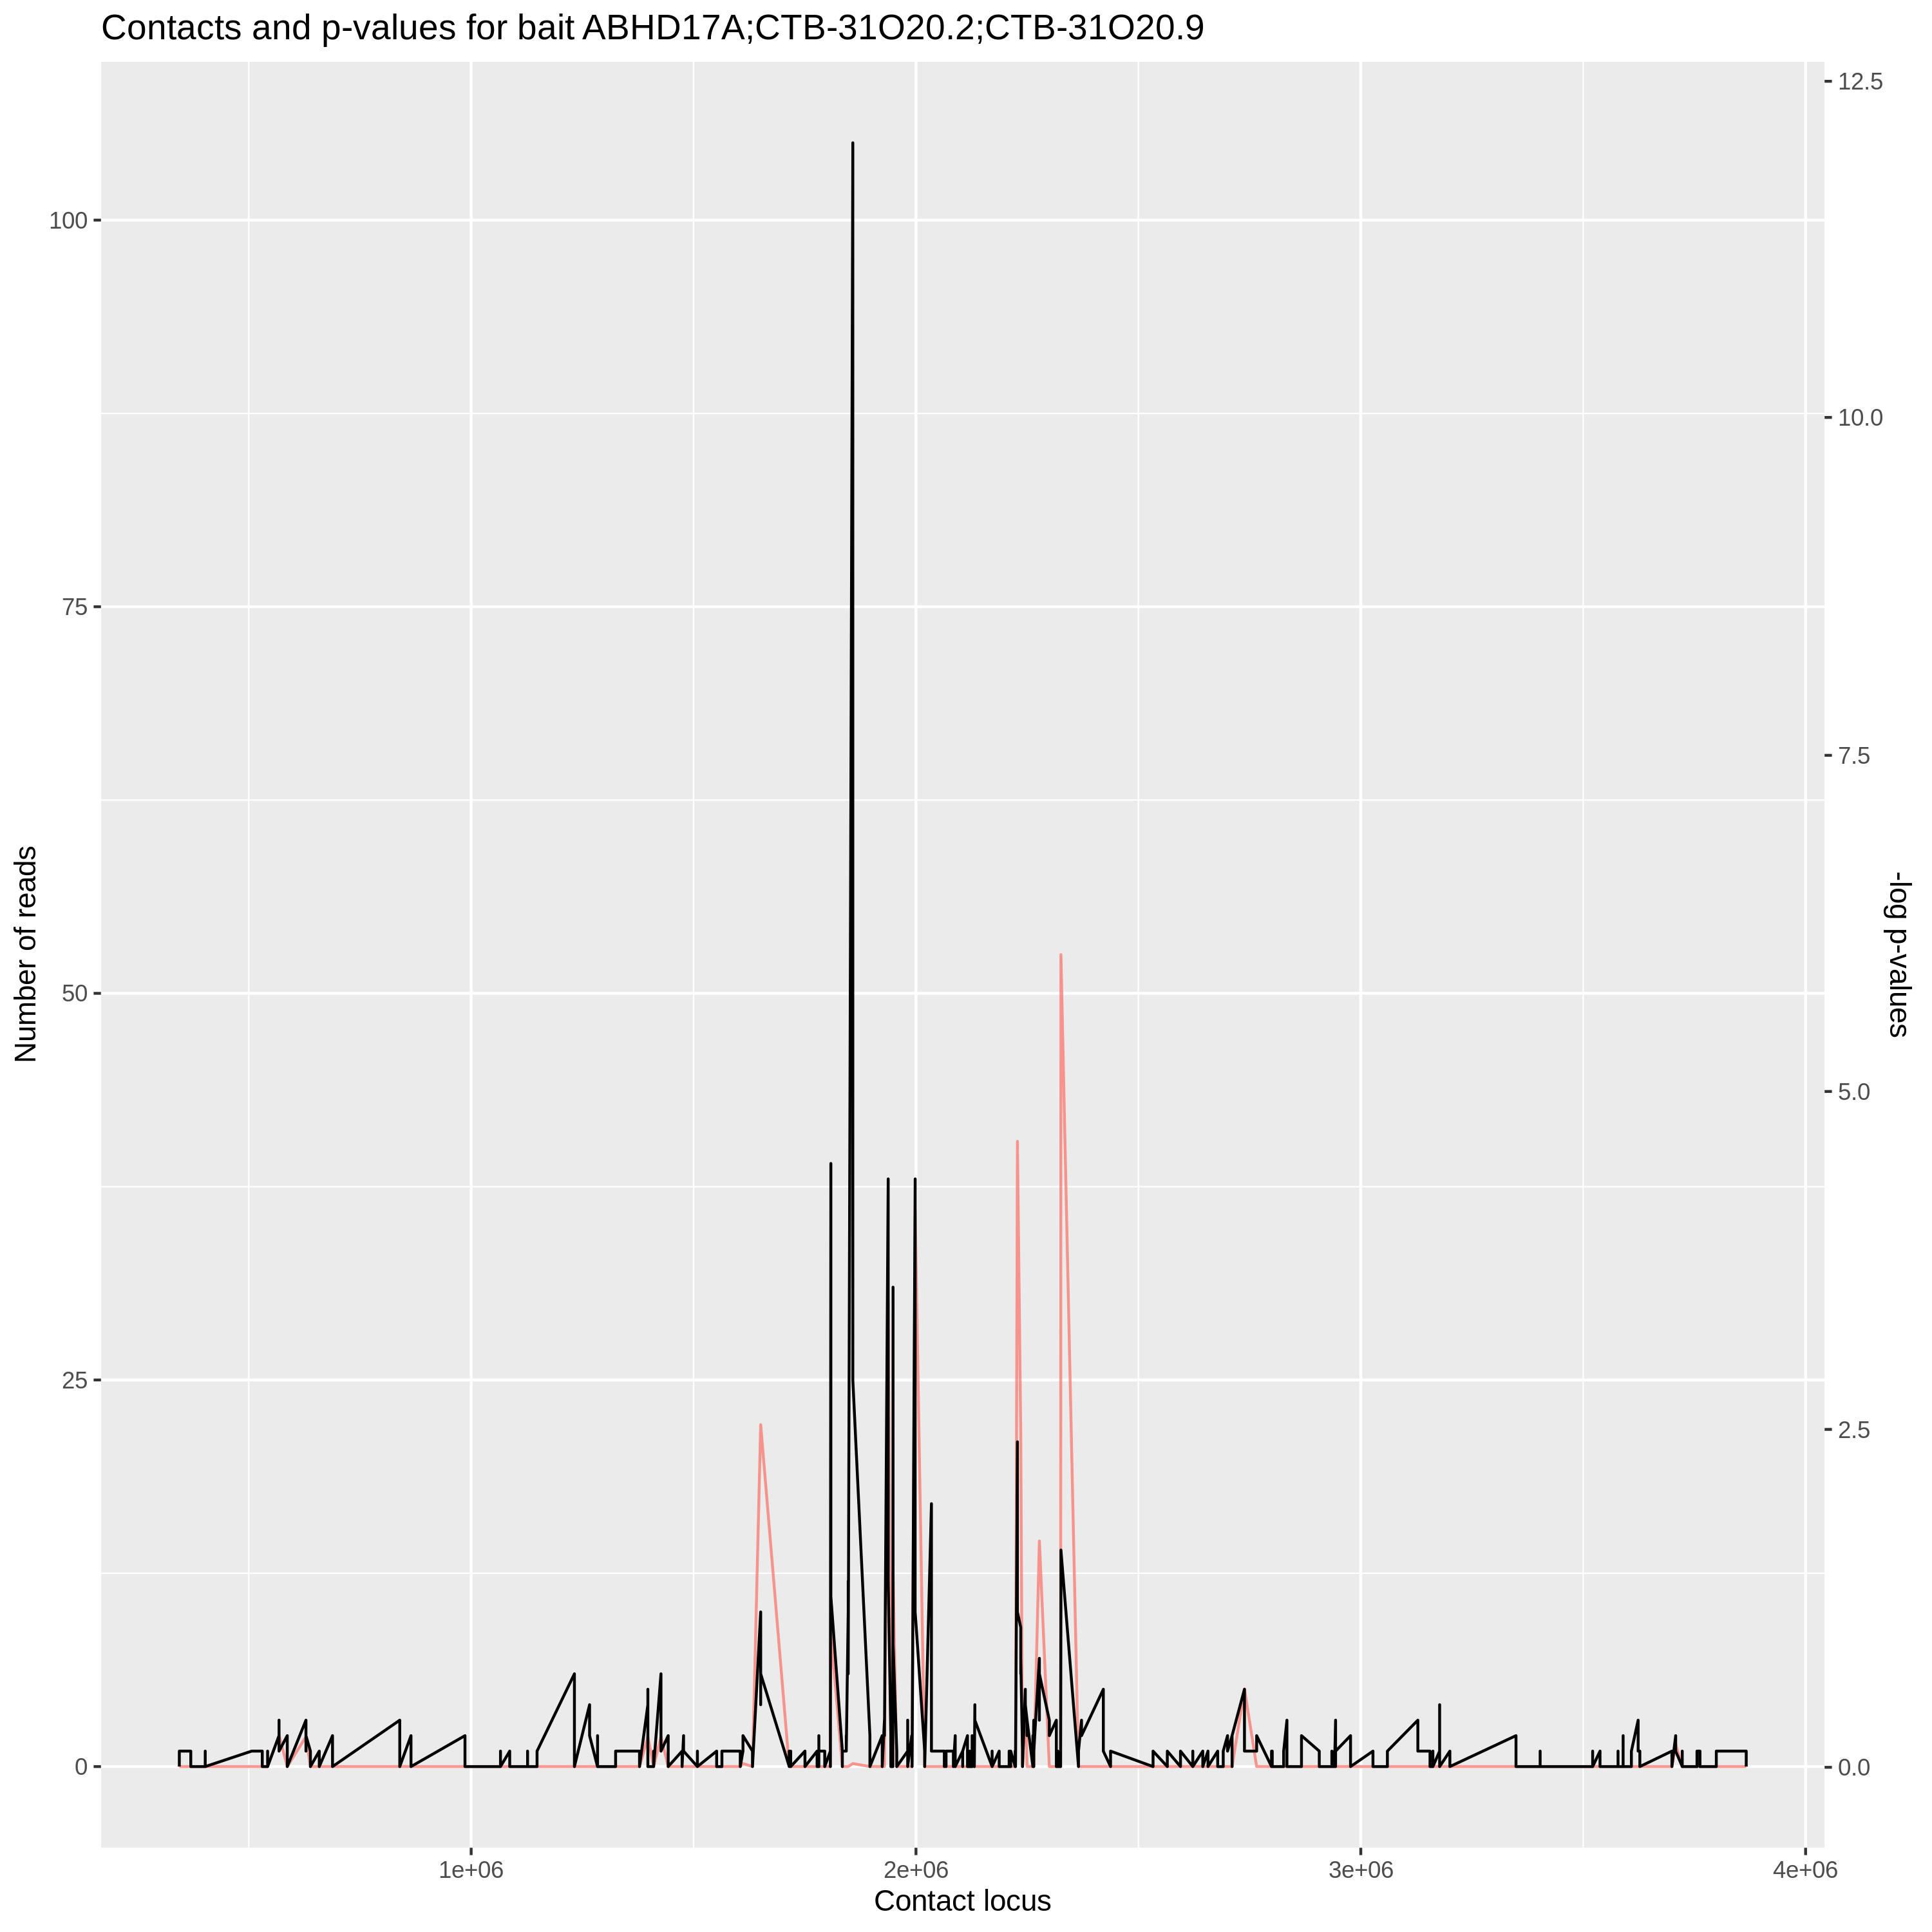 Contacts and p-values for bait ABHD17A;CTB-31O20.2;CTB-31O20.9
12.5
100
10.0
75
7.5
Number of reads
-log p-values
50
5.0
25
2.5
0
0.0
1e+06
2e+06
3e+06
4e+06
Contact locus